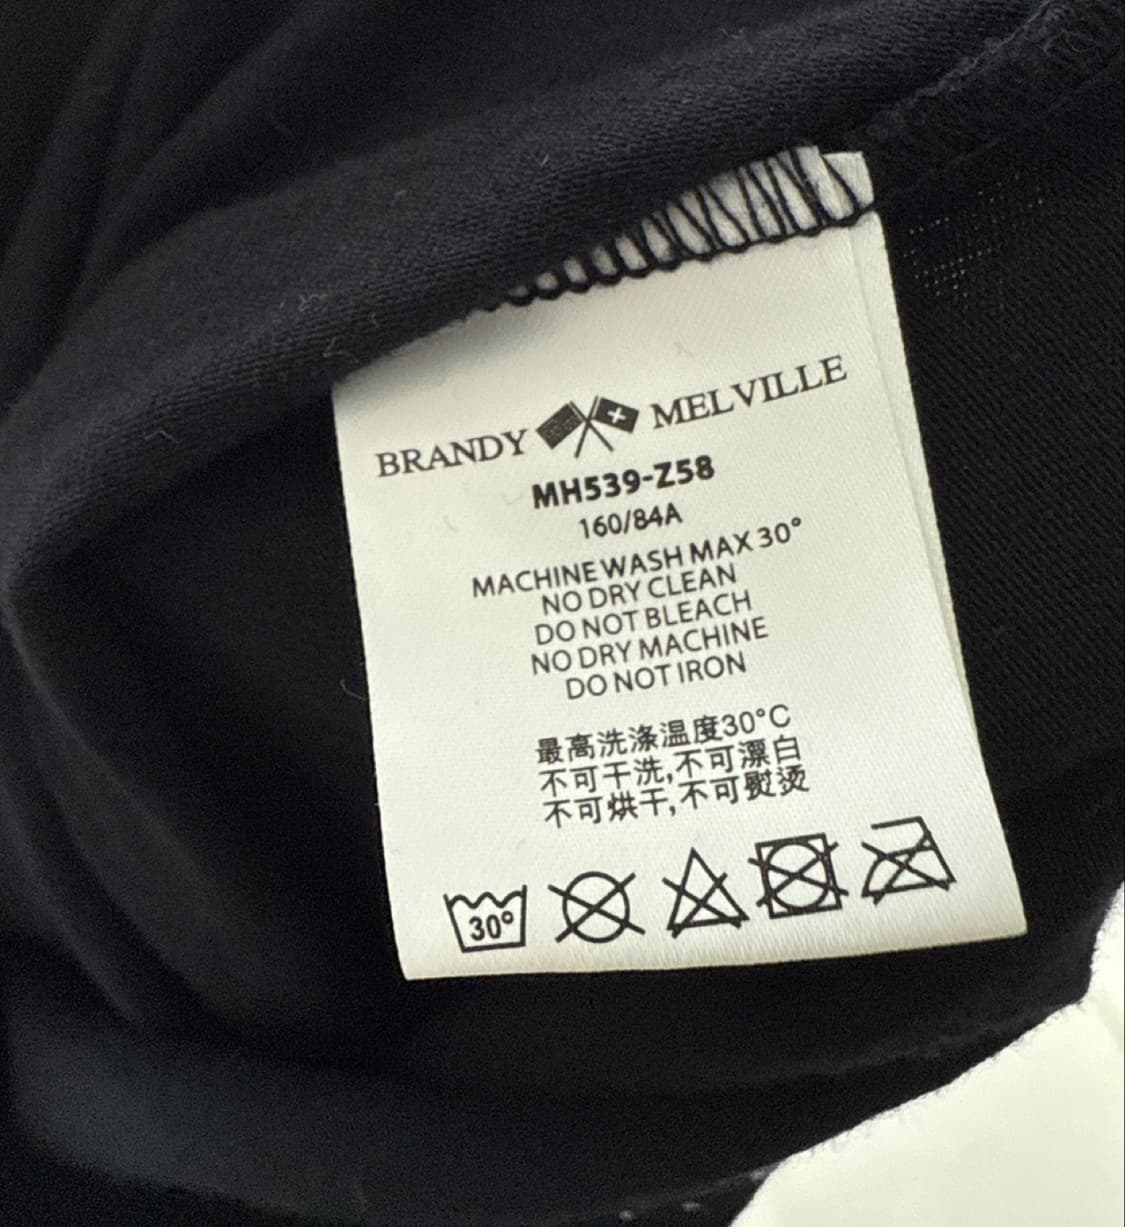 BRANDY MELVILLE
MH539-Z58
160/84A
MACHINE WASH MAX 30°
NO DRY CLEAN
DO NOT BLEACH
NO DRY MACHINE
DO NOT IRON
最高洗涤温度30°C
不可干洗,不可漂白
不可烘干,不可熨烫
30°